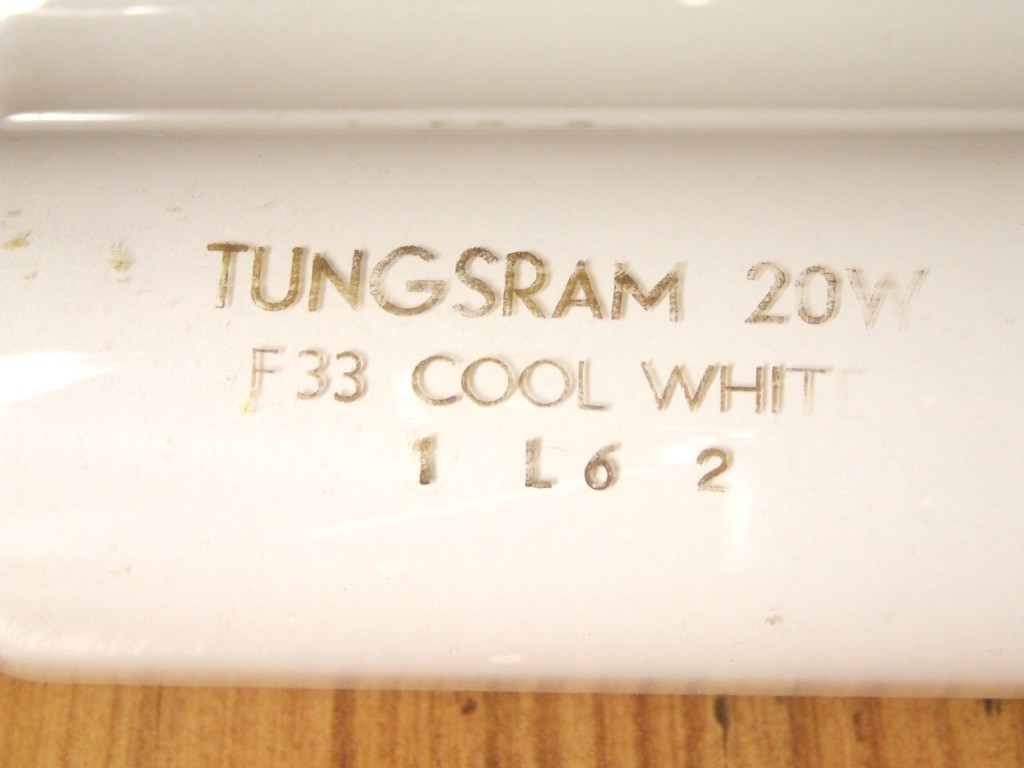 TUNGSRAM 20W
F33 COOL WHITE
1 L6 2